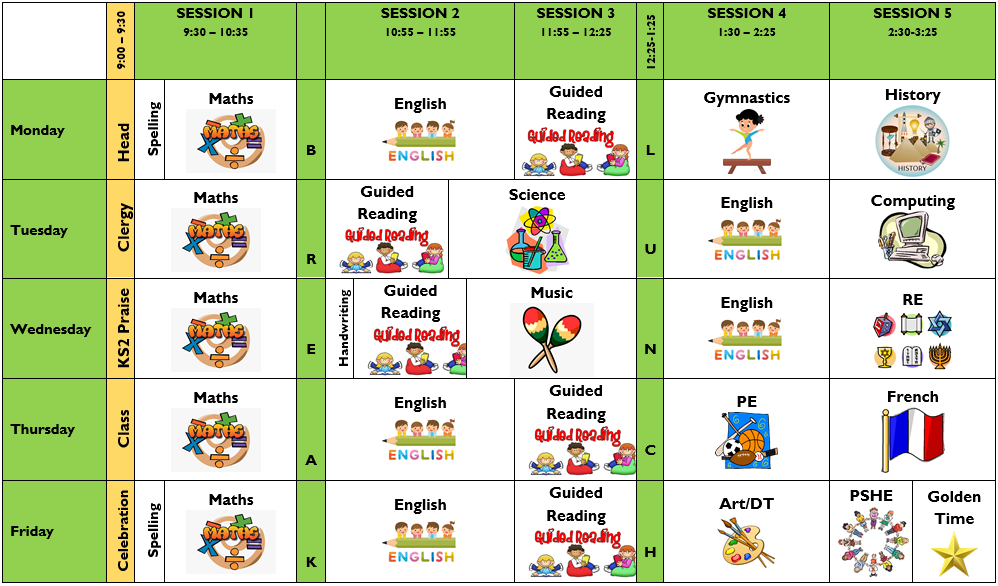 9:00 – 9:30
SESSION 1
9:30 – 10:35
SESSION 2
10:55 – 11:55
SESSION 3
11:55 – 12:25
12:25-1:25
SESSION 4
1:30 – 2:25
SESSION 5
2:30-3:25
Monday
Head
Spelling
Maths
MATHS
B
English
ENGLISH
Guided
Reading
Guided Reading
L
Gymnastics
History
HISTORY
Tuesday
Clergy
Maths
MATHS
R
Guided
Reading
Guided Reading
Science
U
English
ENGLISH
Computing
Wednesday
KS2 Praise
Maths
MATHS
E
Handwriting
Guided
Reading
Guided Reading
Music
N
English
ENGLISH
RE
Thursday
Class
Maths
MATHS
A
English
ENGLISH
Guided
Reading
Guided Reading
C
PE
French
Friday
Celebration
Spelling
Maths
MATHS
K
English
ENGLISH
Guided
Reading
Guided Reading
H
Art/DT
PSHE
Golden
Time